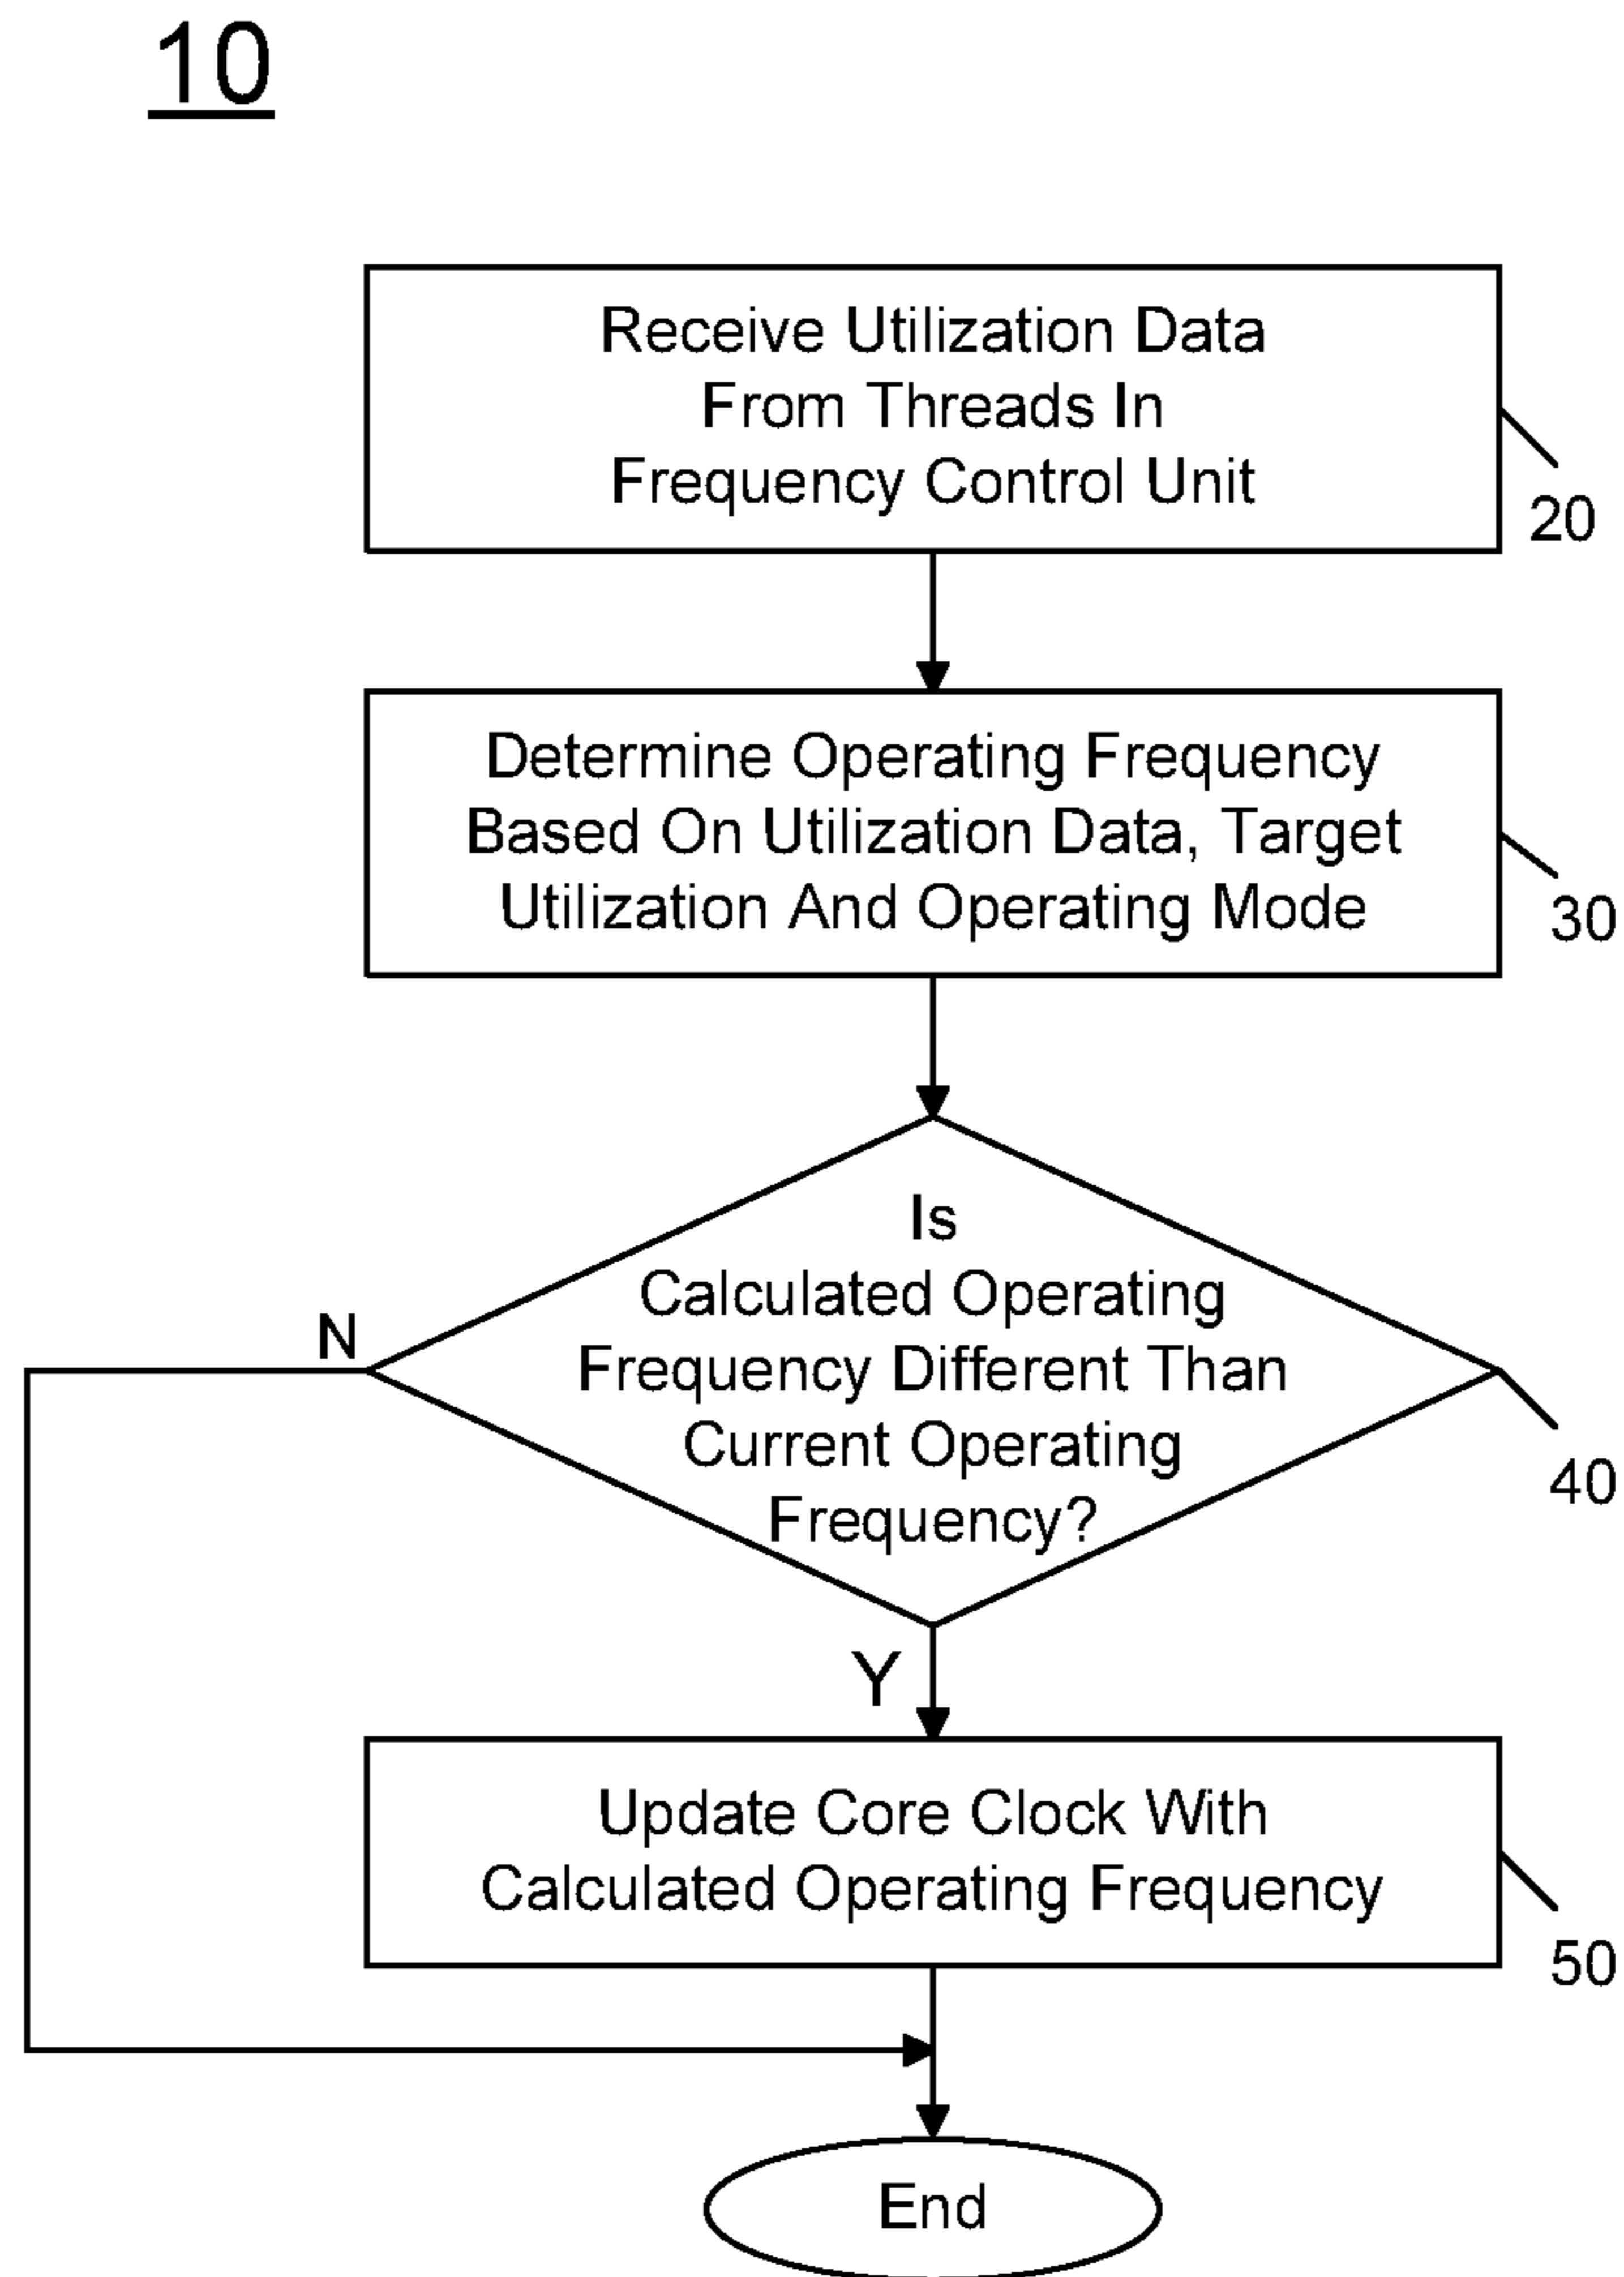 10
Receive Utilization Data
From Threads In
Frequency Control Unit
20
Determine Operating Frequency
Based On Utilization Data, Target
Utilization And Operating Mode
30
Is
Calculated Operating
Frequency Different Than
Current Operating
Frequency?
N
40
Y
Update Core Clock With
Calculated Operating Frequency
50
End